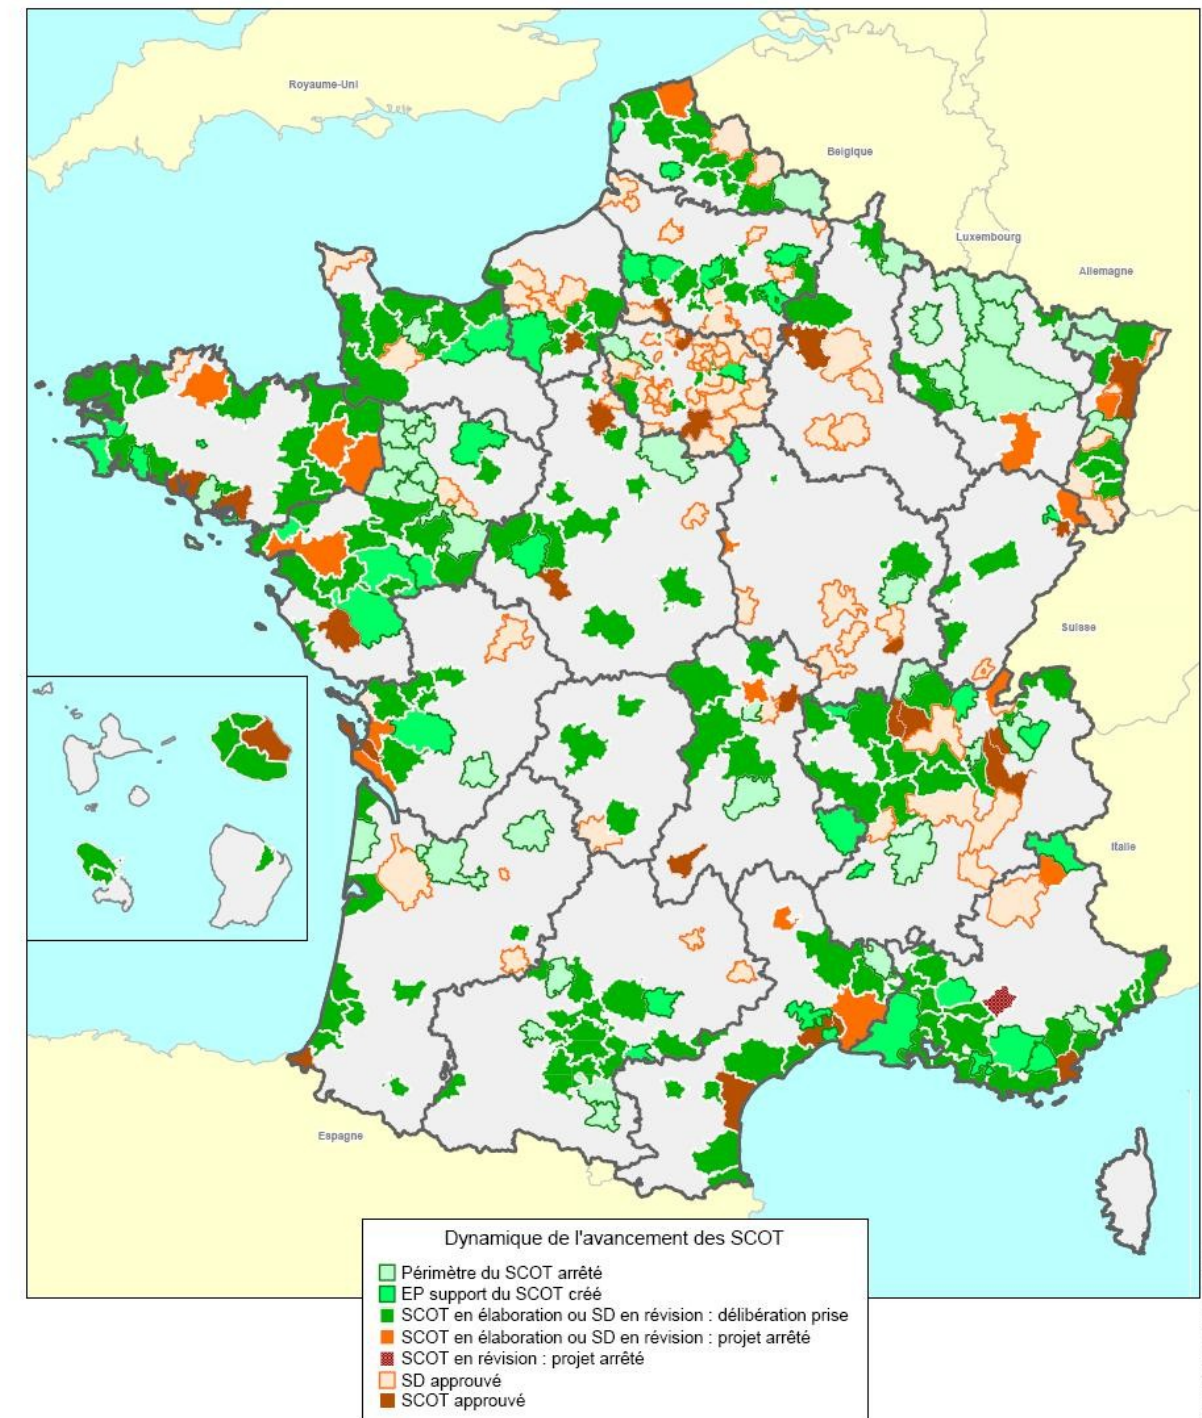 Royaume-Uni
Belgique
Luxembourg
Allemagne
Suisse
Italie
Espagne
Dynamique de l'avancement des SCOT
Périmètre du SCOT arrêté
EP support du SCOT créé
SCOT en élaboration ou SD en révision : délibération prise
SCOT en élaboration ou SD en révision : projet arrêté
SCOT en révision : projet arrêté
SD approuvé
SCOT approuvé